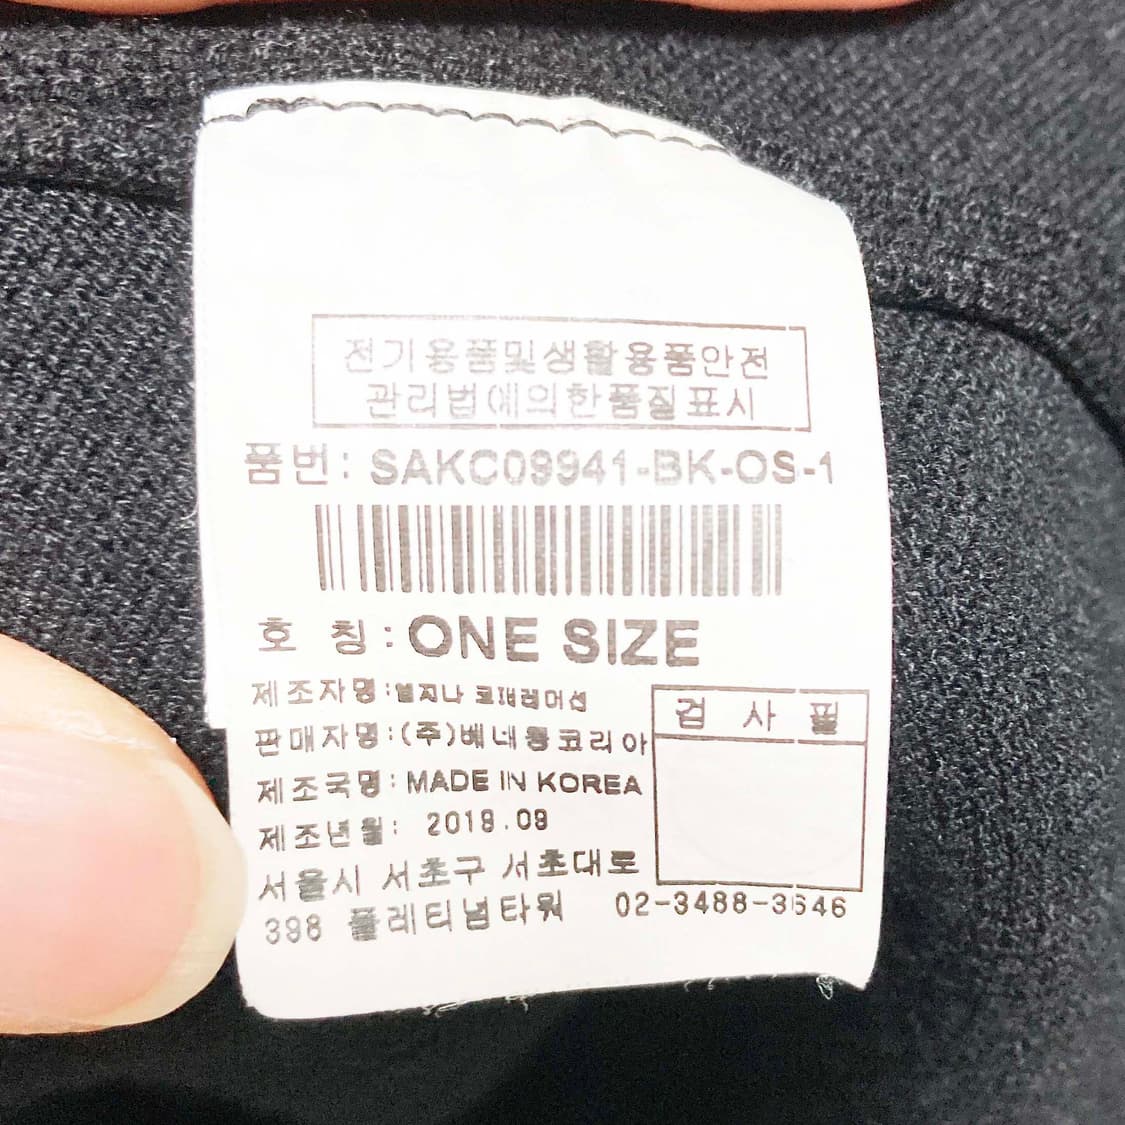 전기용품및생활용품안전
관리법에의한품질표시
품번: SAKC09941-BK-OS-1
호 칭: ONE SIZE
제조자명:
검 사 필
판매자명:(주)베네통코리아
제조국명: MADE IN KOREA
제조년월:
서울시 서초구 서초대로
398 플레티넘타워 02-3488-3646